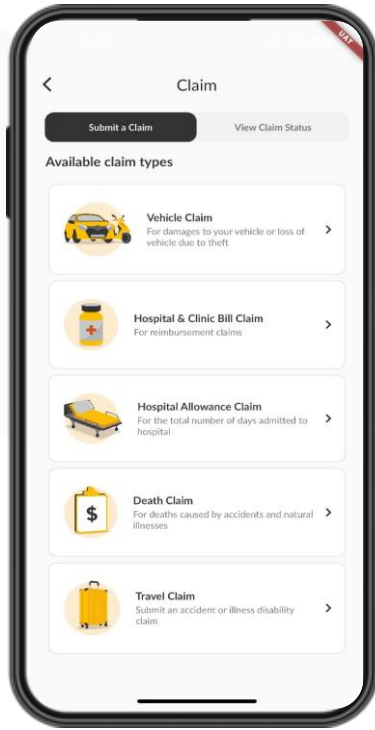 UAT
Claim
Submit a Claim
View Claim Status
Available claim types
Vehicle Claim
For damages to your vehicle or loss of
vehicle due to theft
Hospital & Clinic Bill Claim
For reimbursement claims
Hospital Allowance Claim
For the total number of days admitted to
hospital
$
Death Claim
For deaths caused by accidents and natural
illnesses
Travel Claim
Submit an accident or illness disability
claim